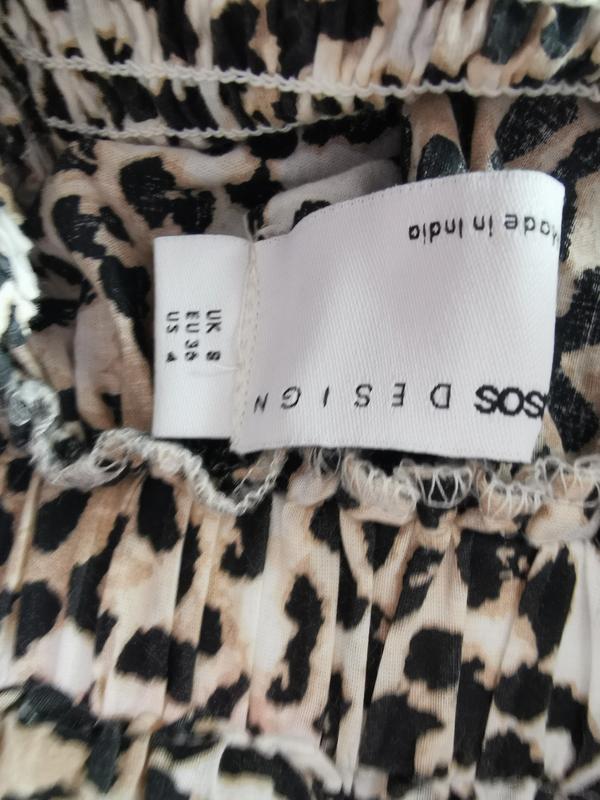 sos DESIGN
Made in India
UK 8
EU 36
US 4